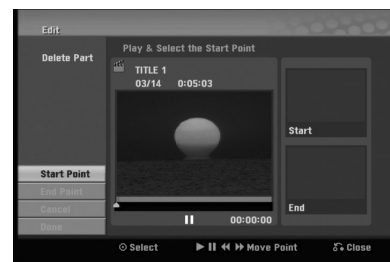 Edit
Delete Part
Play & Select the Start Point
TITLE 1
03/14 0:05:03
Start
Start Point
End Point
Cancel
Done
End
00:00:00
Select
Move Point
Close